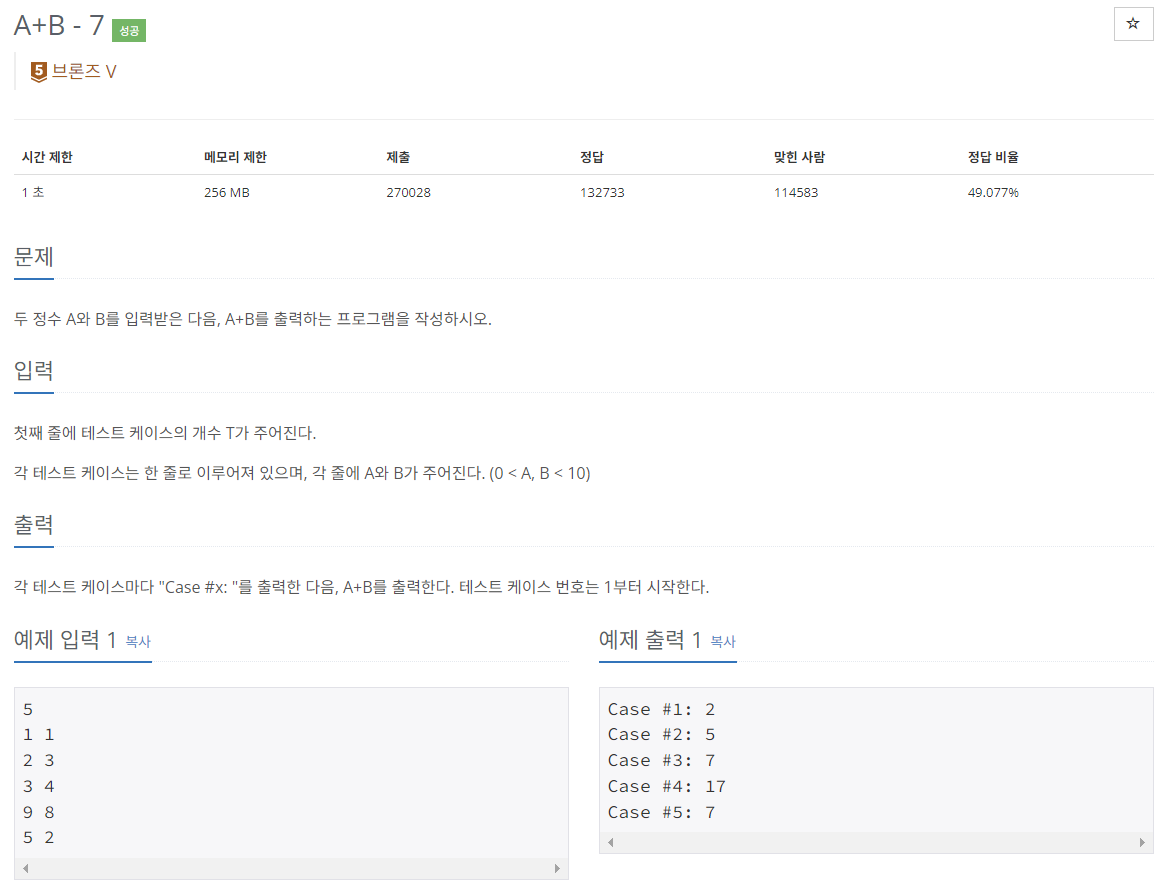 A+B - 7 성공
☆
5 브론즈 V
시간 제한 메모리 제한 제출 정답 맞힌 사람 정답 비율
1 초 256 MB 270028 132733 114583 49.077%
문제
두 정수 A와 B를 입력받은 다음, A+B를 출력하는 프로그램을 작성하시오.
입력
첫째 줄에 테스트 케이스의 개수 T가 주어진다.
각 테스트 케이스는 한 줄로 이루어져 있으며, 각 줄에 A와 B가 주어진다. (0 < A, B < 10)
출력
각 테스트 케이스마다 "Case #x: "를 출력한 다음, A+B를 출력한다. 테스트 케이스 번호는 1부터 시작한다.
예제 입력 1 복사
5
1 1
2 3
3 4
9 8
5 2
예제 출력 1 복사
Case #1: 2
Case #2: 5
Case #3: 7
Case #4: 17
Case #5: 7